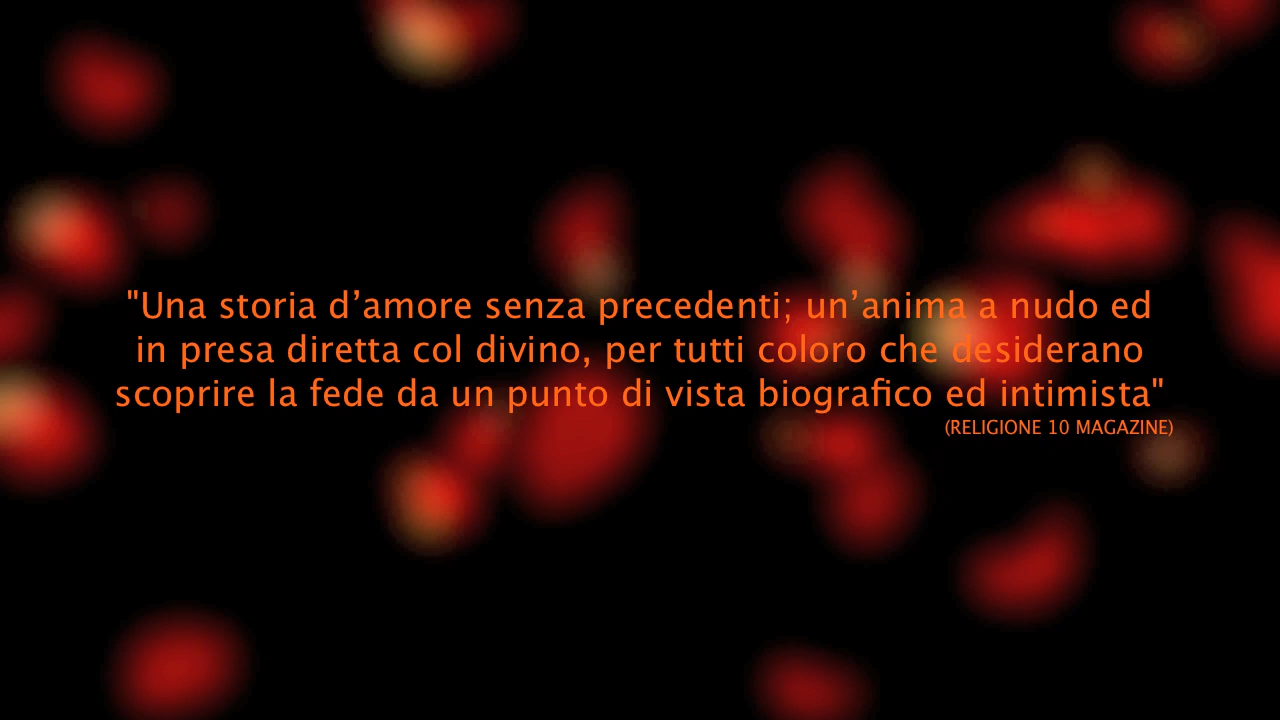 "Una storia d’amore senza precedenti; un’anima a nudo ed
in presa diretta col divino, per tutti coloro che desiderano
scoprire la fede da un punto di vista biografico ed intimista"
(RELIGIONE 10 MAGAZINE)